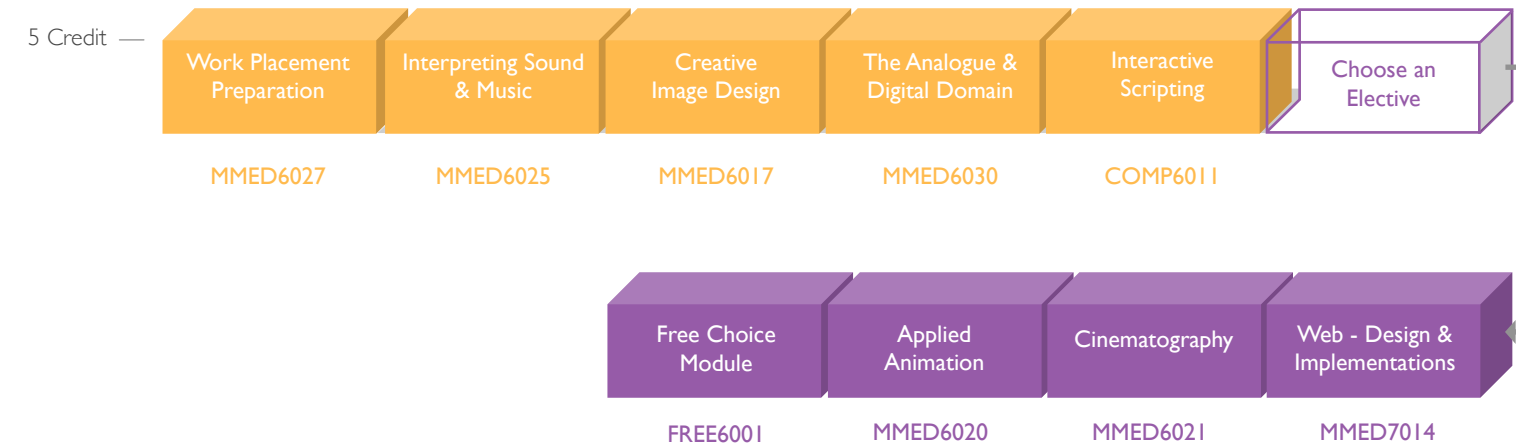 5 Credit —
Work Placement
Preparation
Interpreting Sound
& Music
Creative
Image Design
The Analogue &
Digital Domain
Interactive
Scripting
Choose an
Elective
MMED6027
MMED6025
MMED6017
MMED6030
COMP6011
Free Choice
Module
Applied
Animation
Cinematography
Web - Design &
Implementations
FREE6001
MMED6020
MMED6021
MMED7014